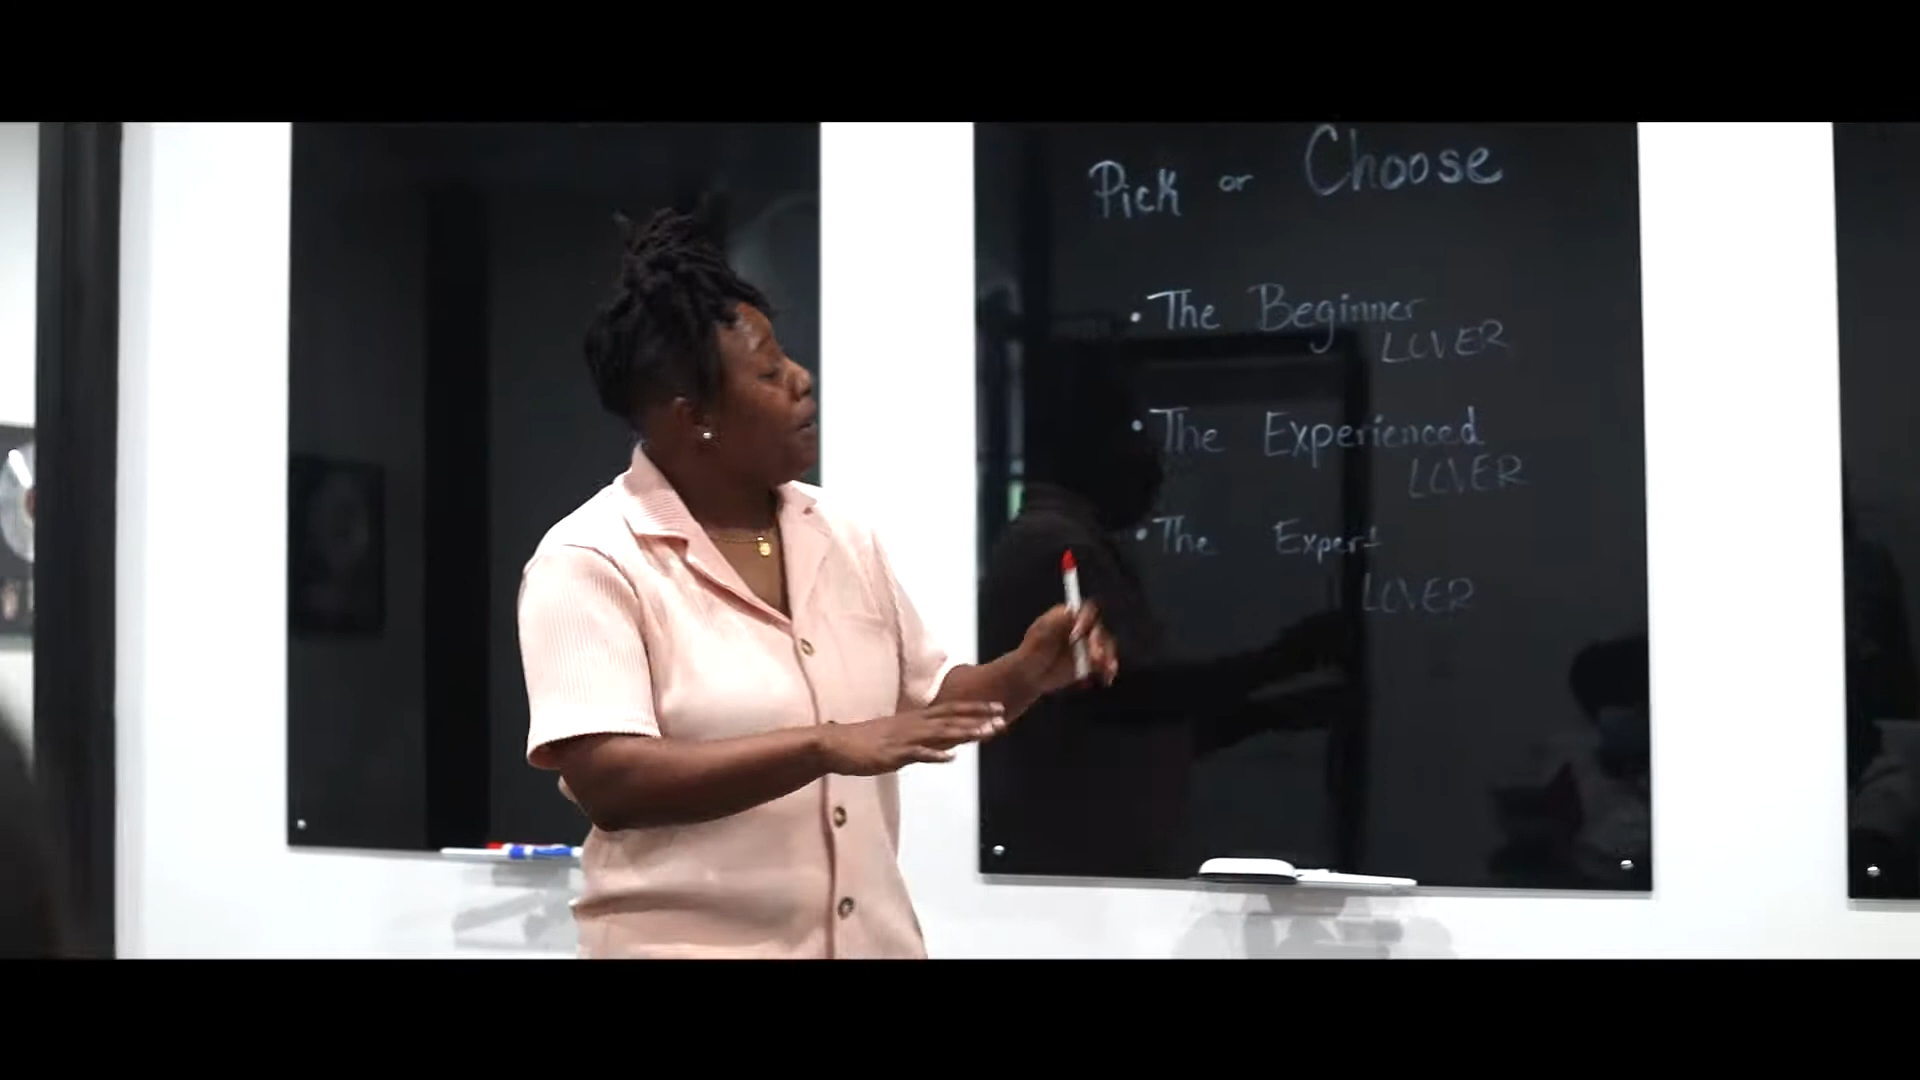 Pick or Choose
• The Beginner
LOVER
• The Experienced
LOVER
• The Expert
LOVER